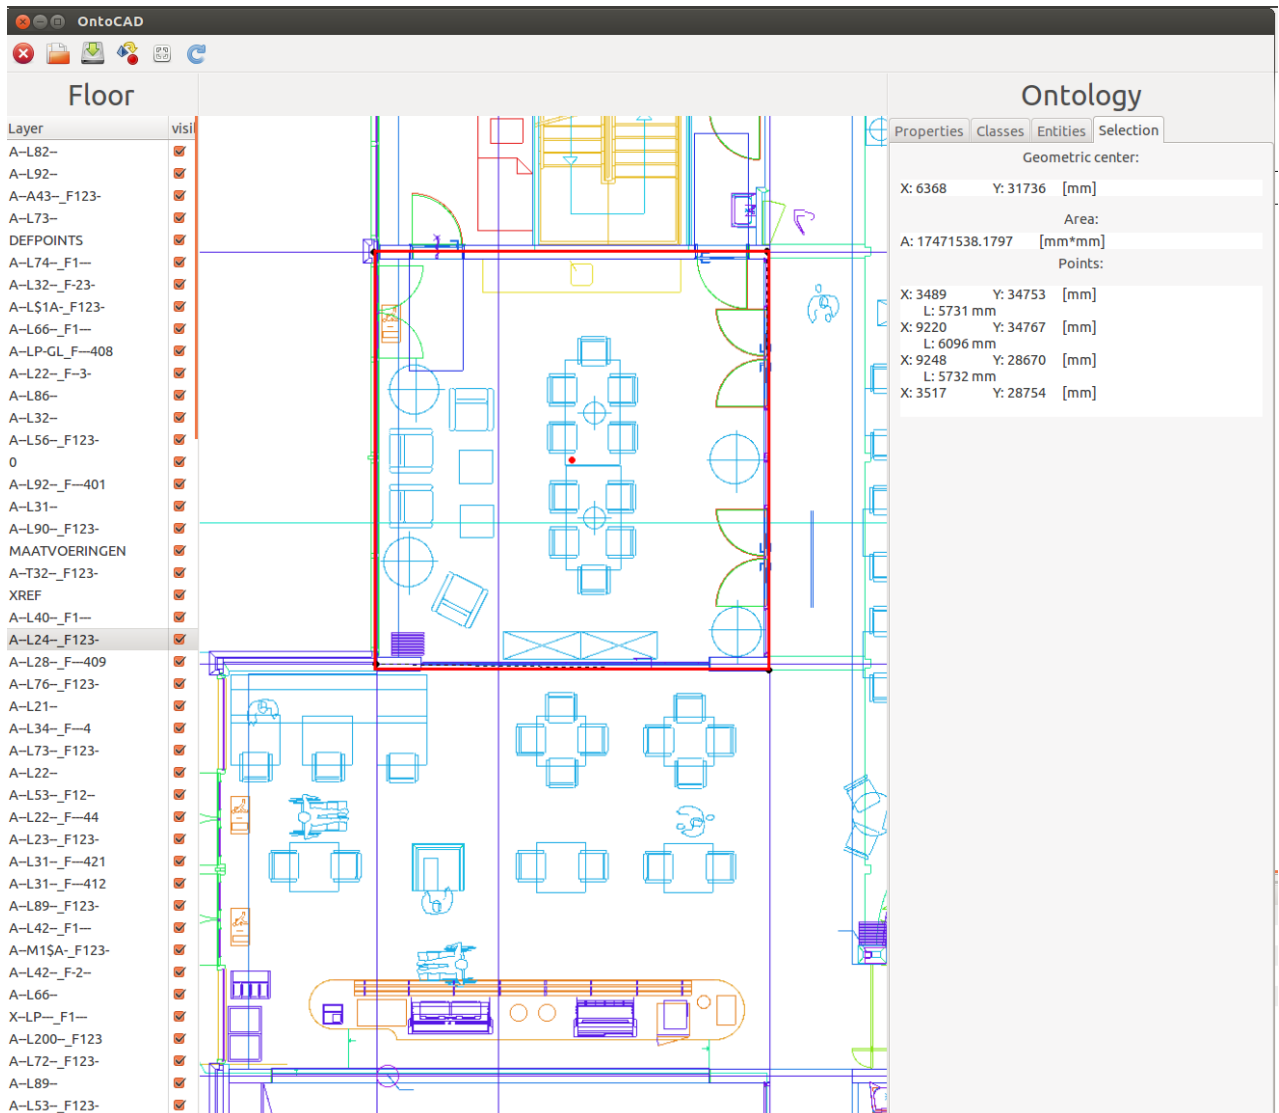 OntoCAD
Floor
Layer visil
A--L82--
A--L92--
A--A43--_F123-
A--L73--
DEFPOINTS
A--L74--_F1---
A--L32--_F-23-
A--L$1A-_F123-
A--L66--_F1---
A--LP-GL_F---408
A--L22--_F--3-
A--L86--
A--L32--
A--L56--_F123-
0
A--L92--_F---401
A--L31--
A--L90--_F123-
MAATVOERINGEN
A--T32--_F123-
XREF
A--L40--_F1---
A--L24--_F123-
A--L28--_F---409
A--L76--_F123-
A--L21--
A--L34--_F---4
A--L73--_F123-
A--L22--
A--L53--_F12--
A--L22--_F---44
A--L23--_F123-
A--L31--_F---421
A--L31--_F---412
A--L89--_F123-
A--L42--_F1---
A--M1$A-_F123-
A--L42--_F-2--
A--L66--
X--LP---_F1---
A--L200--_F123
A--L72--_F123-
A--L89--
A--L53--_F123-
Ontology
Properties Classes Entities Selection
Geometric center:
X: 6368 Y: 31736 [mm]
Area:
A: 17471538.1797 [mm*mm]
Points:
X: 3489 Y: 34753 [mm]
L: 5731 mm
X: 9220 Y: 34767 [mm]
L: 6096 mm
X: 9248 Y: 28670 [mm]
L: 5732 mm
X: 3517 Y: 28754 [mm]